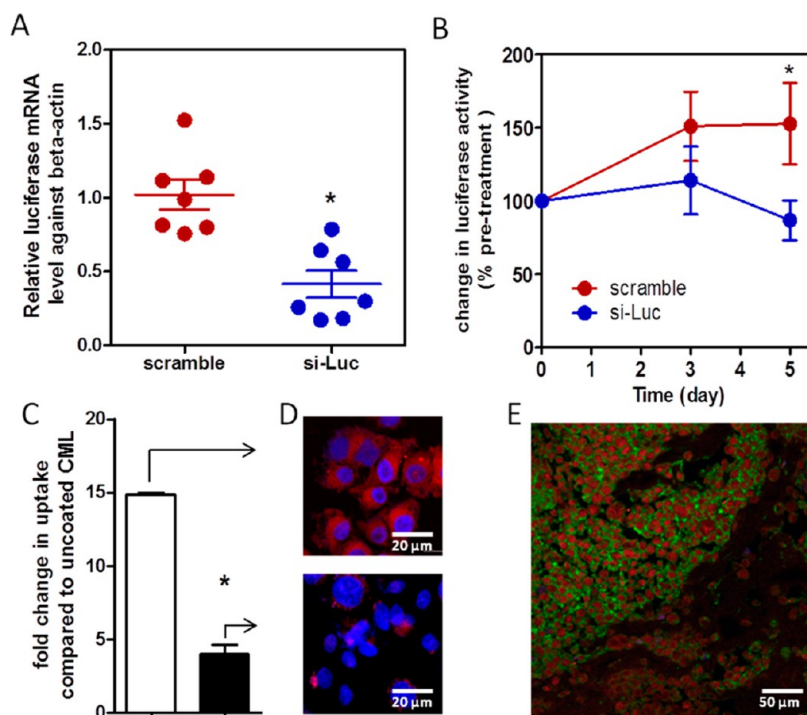 A
Relative luciferase mRNA
level against beta-actin
2.0
1.5
1.0
0.5
0.0
*
scramble
si-Luc
B
change in luciferase activity
(% pre-treatment )
200
150
100
50
0
*
scramble
si-Luc
0 1 2 3 4 5
Time (day)
C
fold change in uptake
compared to uncoated CML
20
15
10
5
0
*
D
20 µm
20 µm
E
50 µm